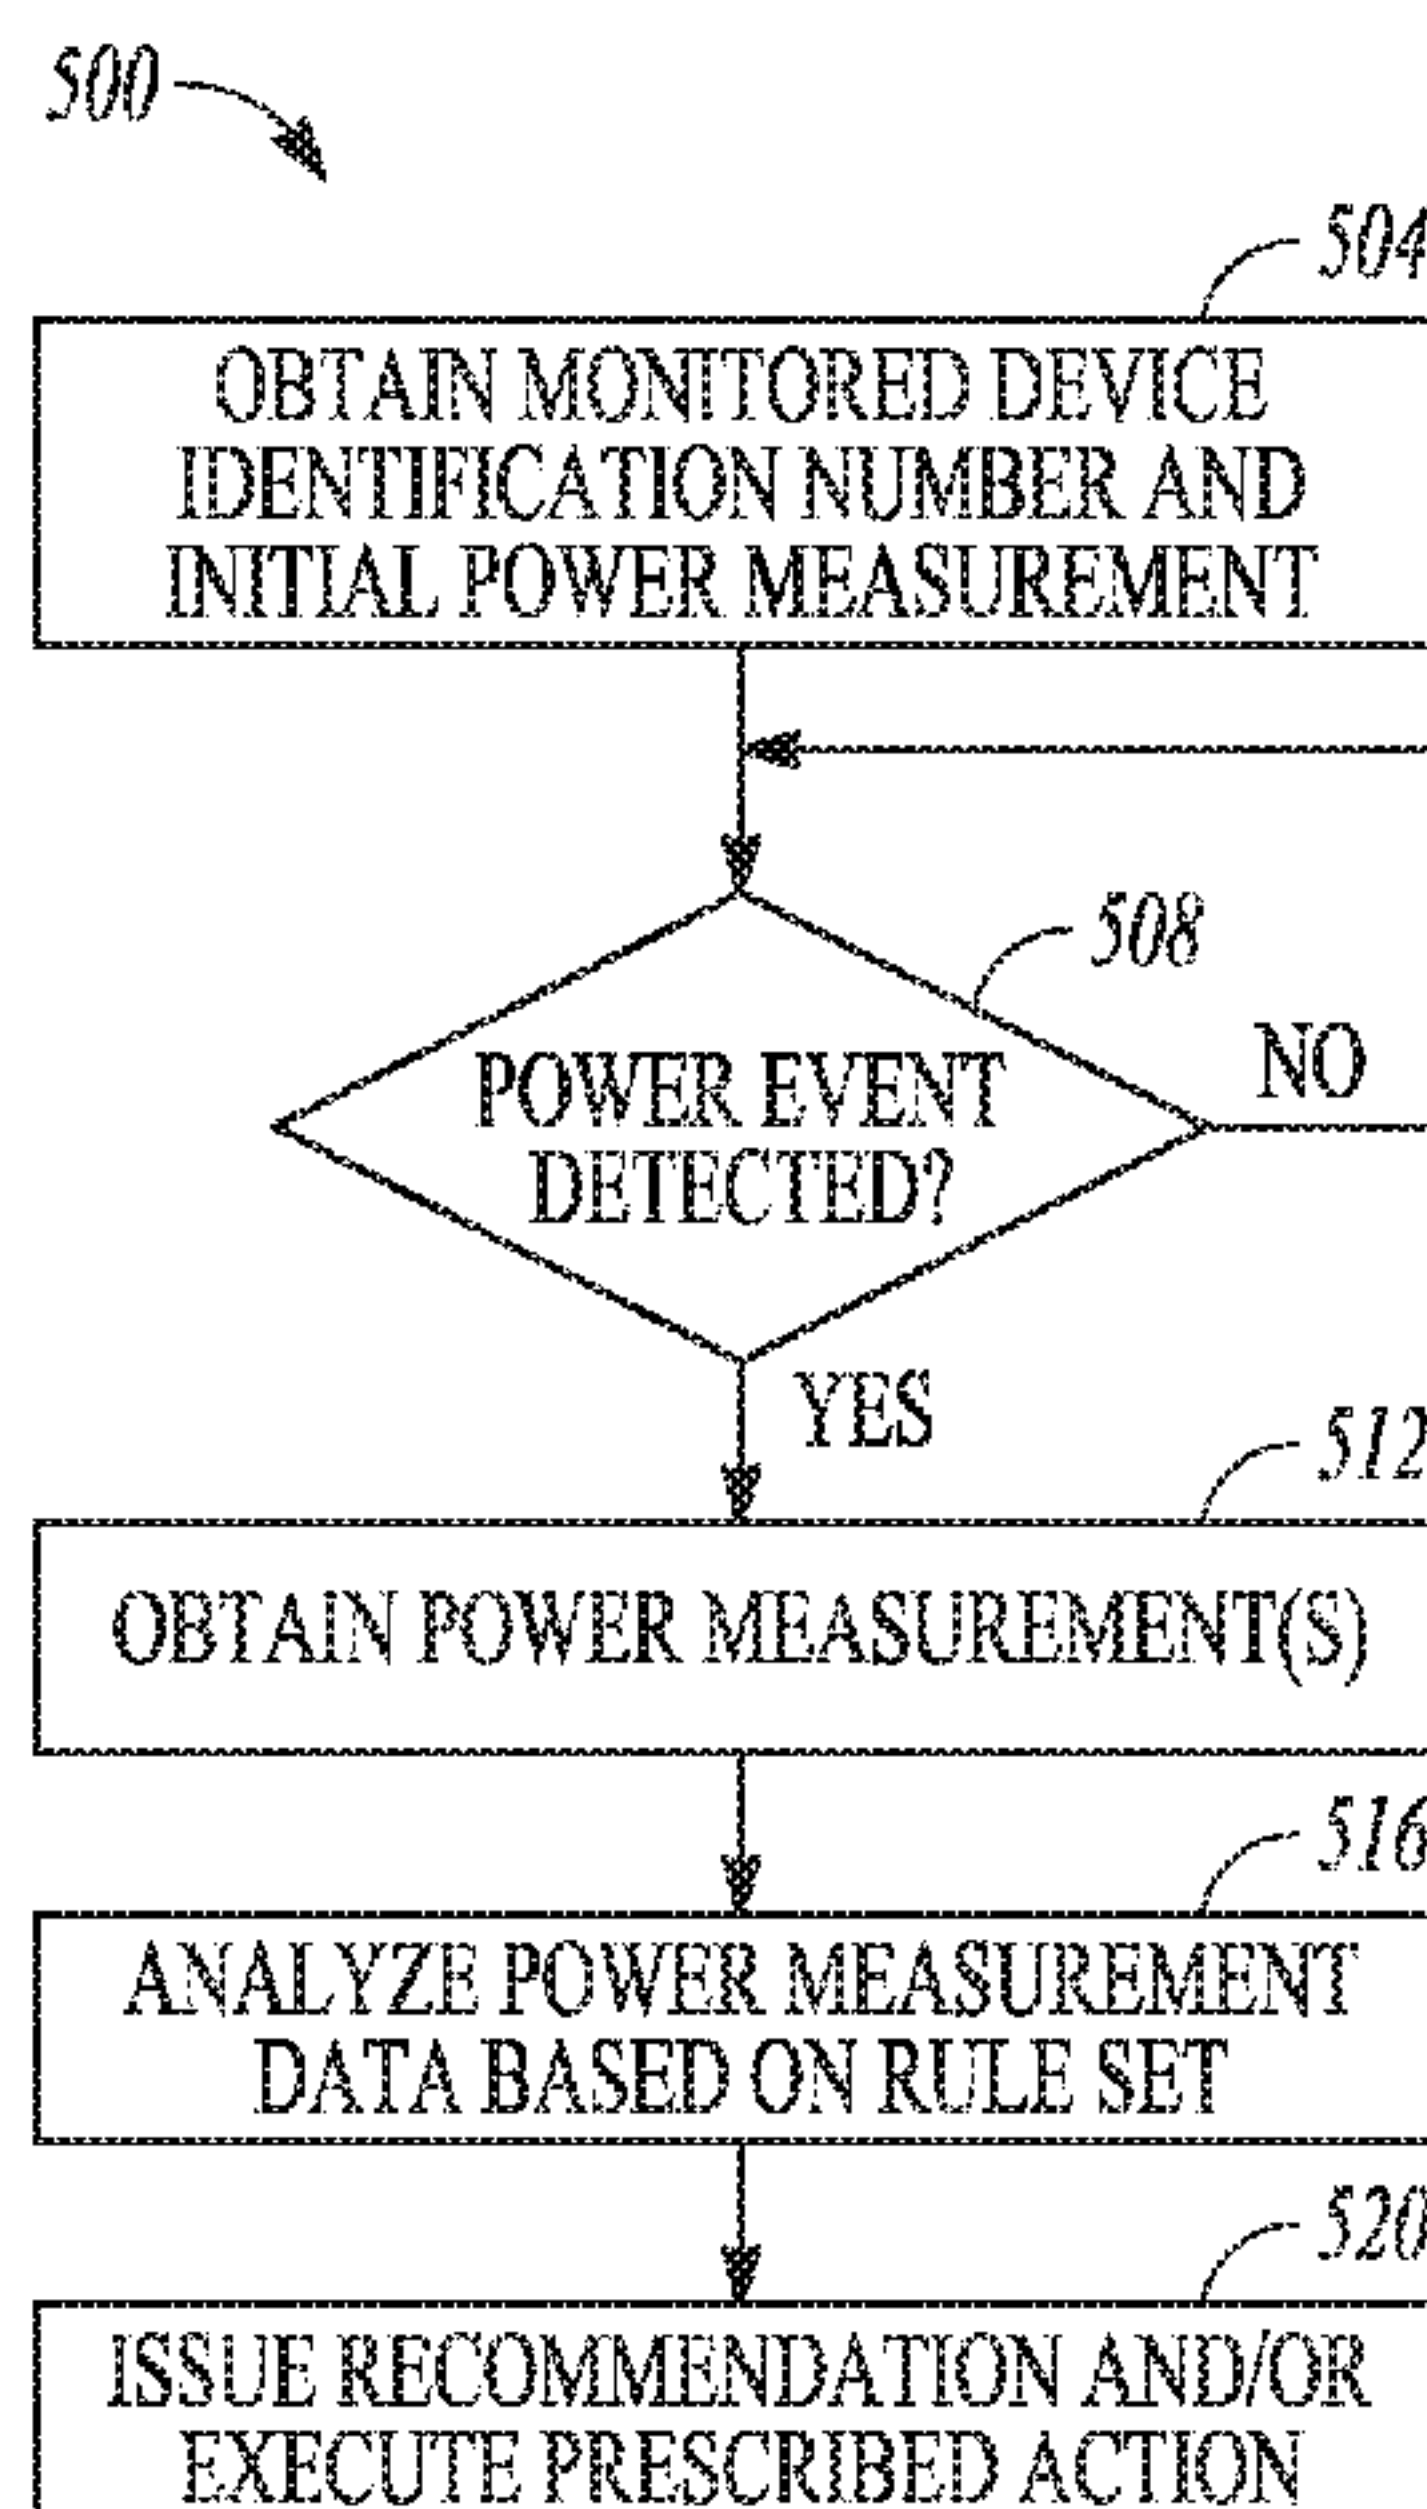 500
504
OBTAIN MONITORED DEVICE
IDENTIFICATION NUMBER AND
INITIAL POWER MEASUREMENT
508
POWER EVENT
DETECTED?
NO
YES
512
OBTAIN POWER MEASUREMENT(S)
516
ANALYZE POWER MEASUREMENT
DATA BASED ON RULE SET
520
ISSUE RECOMMENDATION AND/OR
EXECUTE PRESCRIBED ACTION